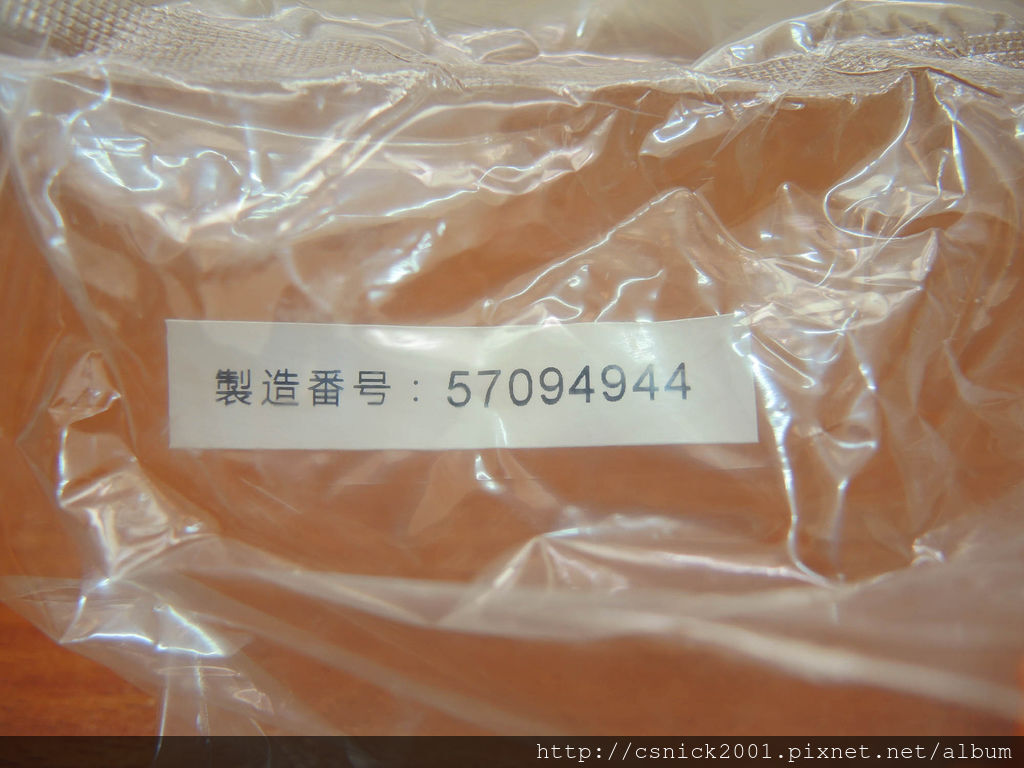 製造番号：57094944
http://csnick2001.pixnet.net/album